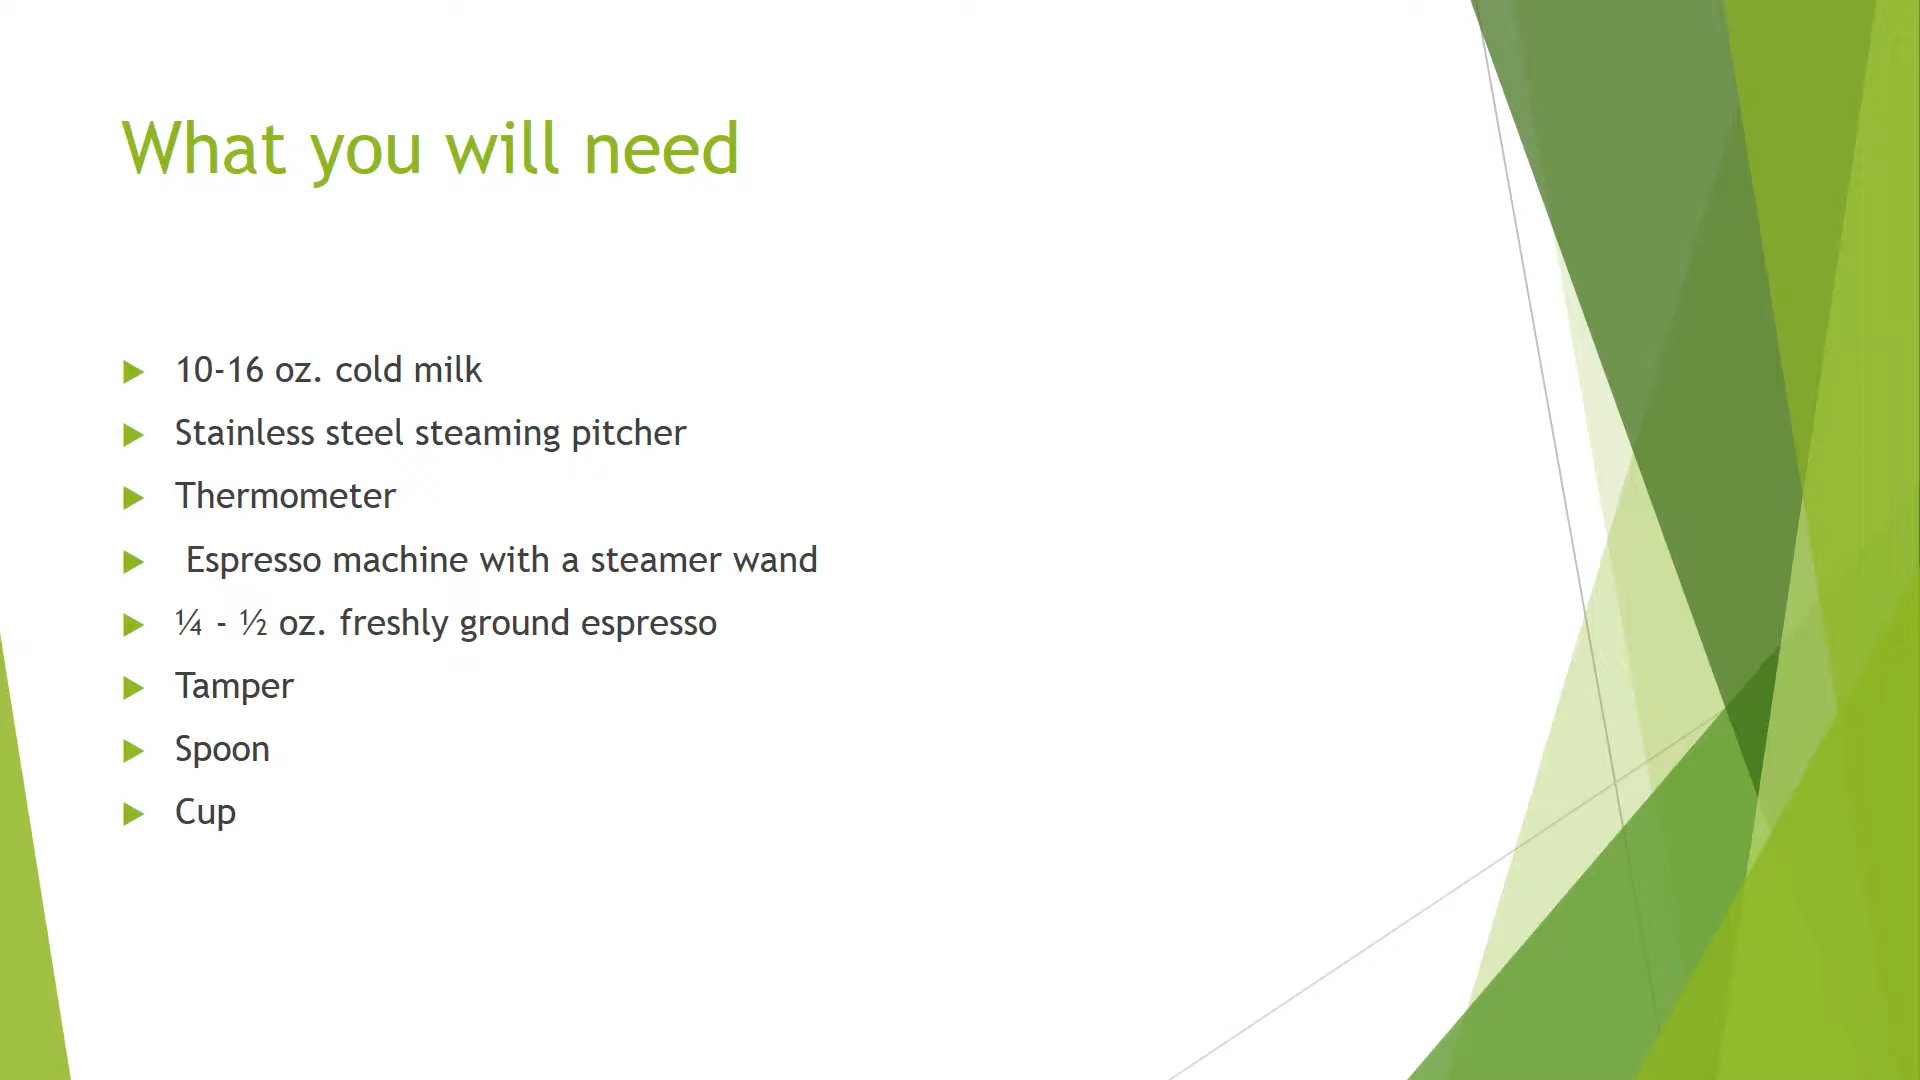 What you will need
10-16 oz. cold milk
Stainless steel steaming pitcher
Thermometer
Espresso machine with a steamer wand
¼ - ½ oz. freshly ground espresso
Tamper
Spoon
Cup